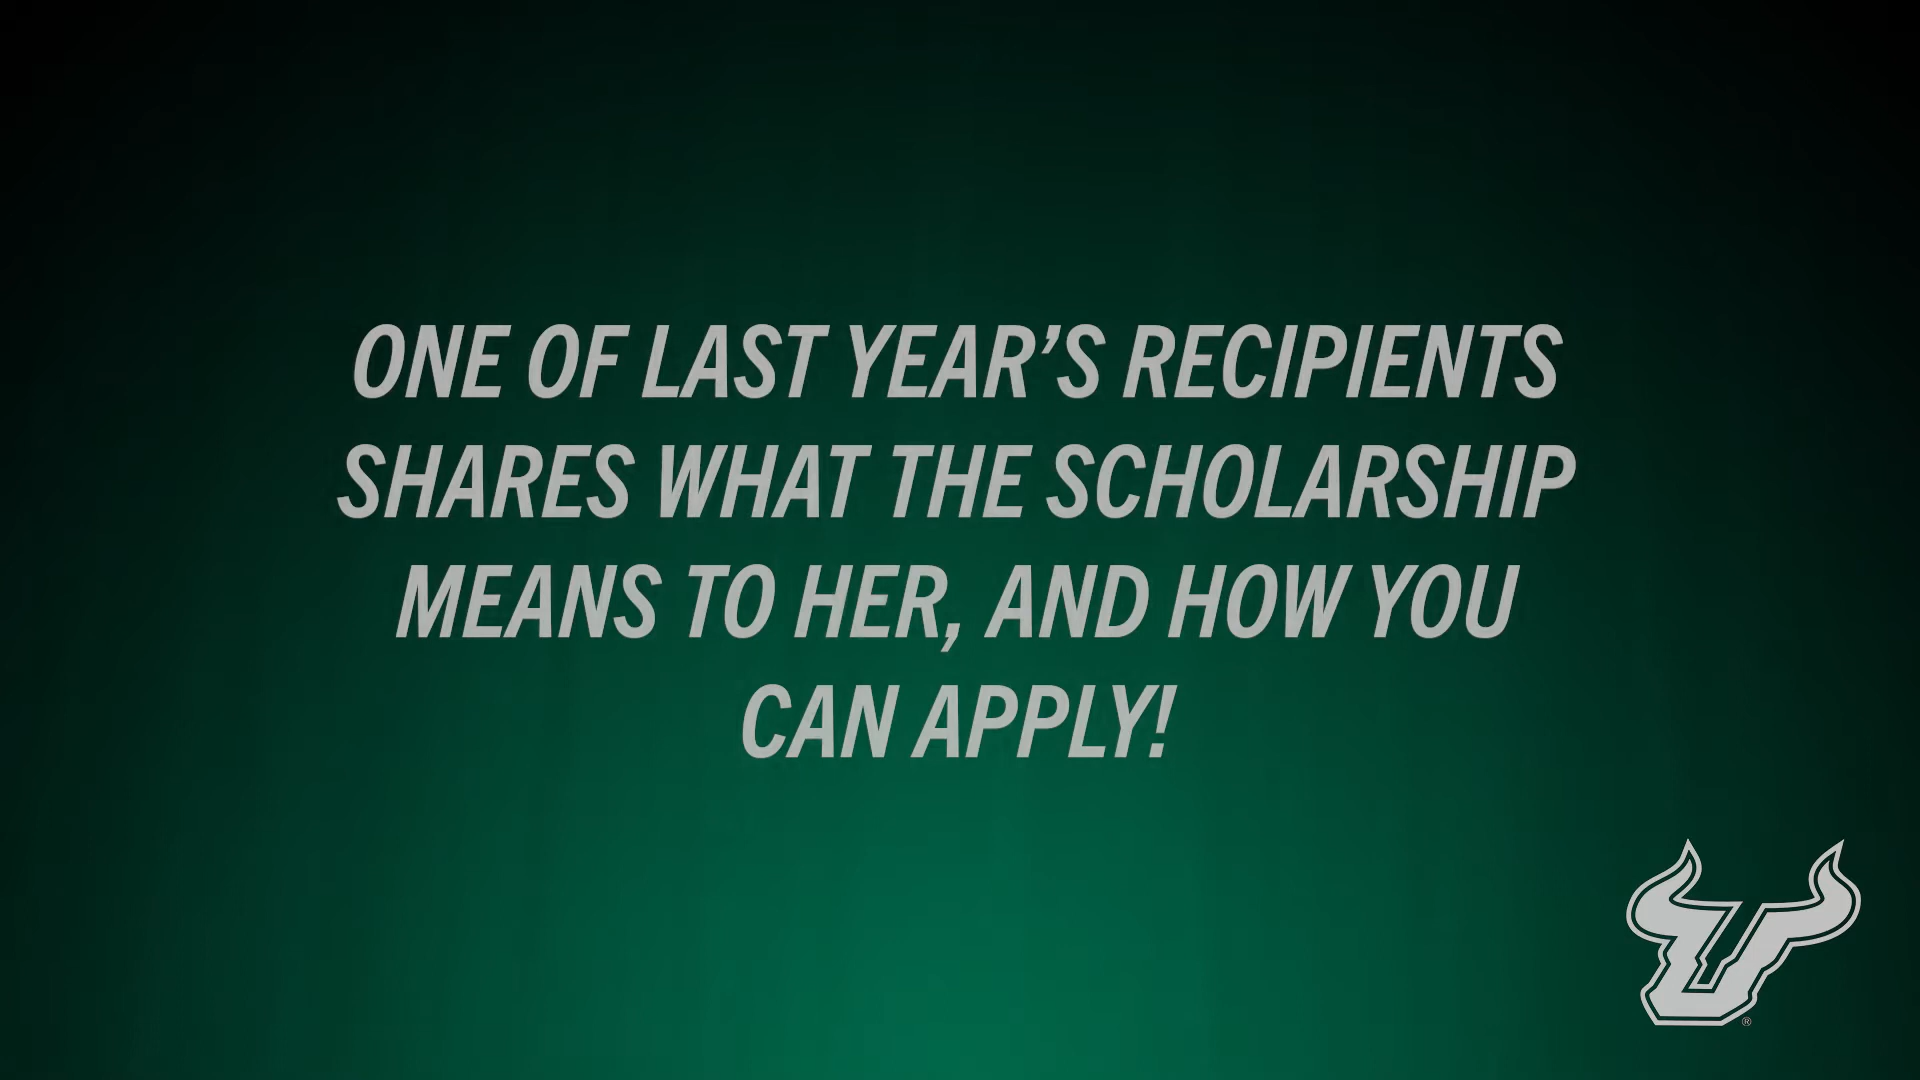 ONE OF LAST YEAR’S RECIPIENTS
SHARES WHAT THE SCHOLARSHIP
MEANS TO HER, AND HOW YOU
CAN APPLY!
®